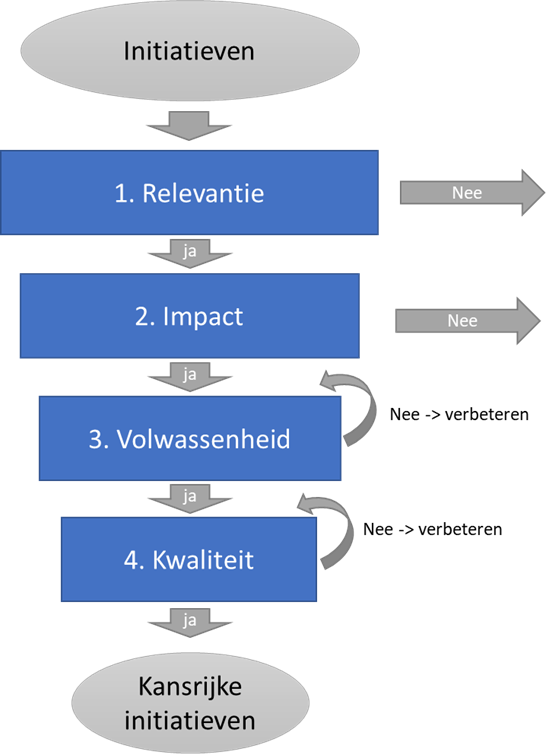 Initiatieven
1. Relevantie
Nee
ja
2. Impact
Nee
ja
3. Volwassenheid
Nee -> verbeteren
ja
4. Kwaliteit
Nee -> verbeteren
ja
Kansrijke
initiatieven